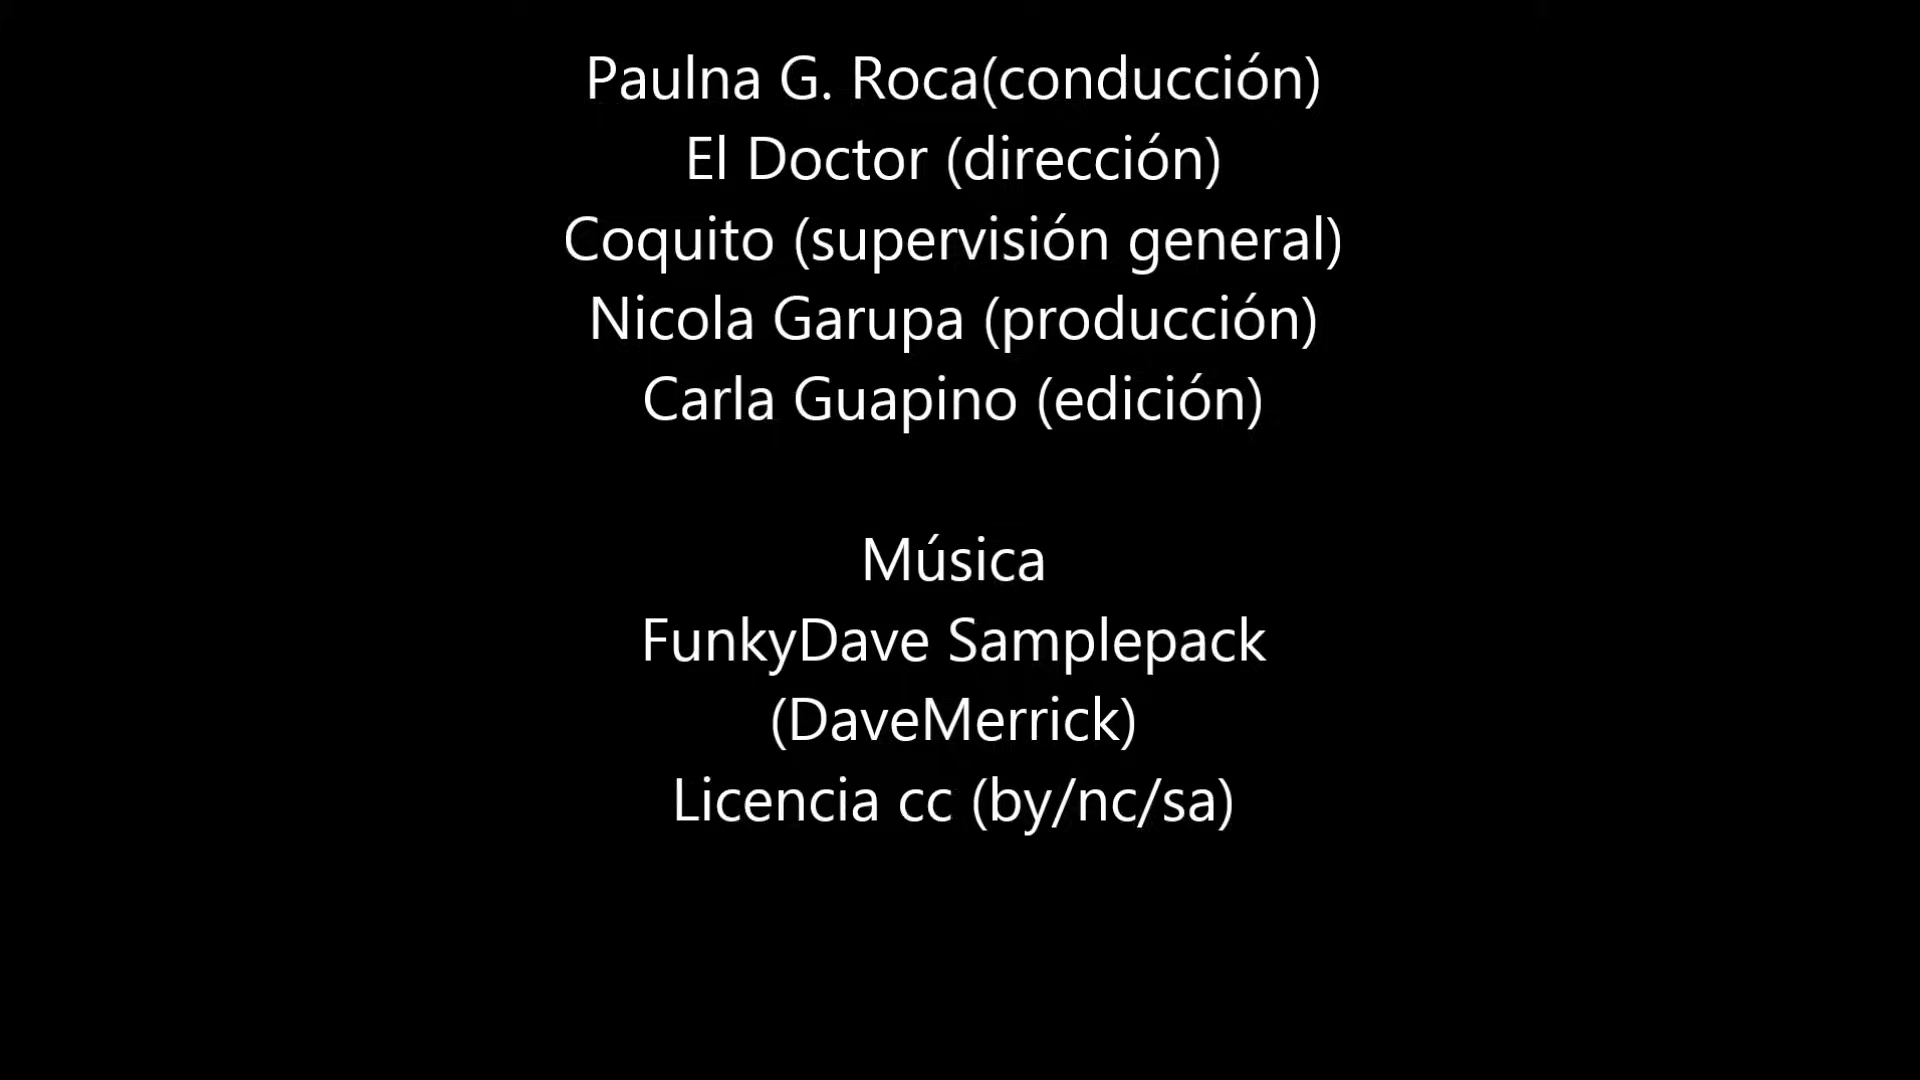 Paulna G. Roca(conducción)
El Doctor (dirección)
Coquito (supervisión general)
Nicola Garupa (producción)
Carla Guapino (edición)
Música
FunkyDave Samplepack
(DaveMerrick)
Licencia cc (by/nc/sa)